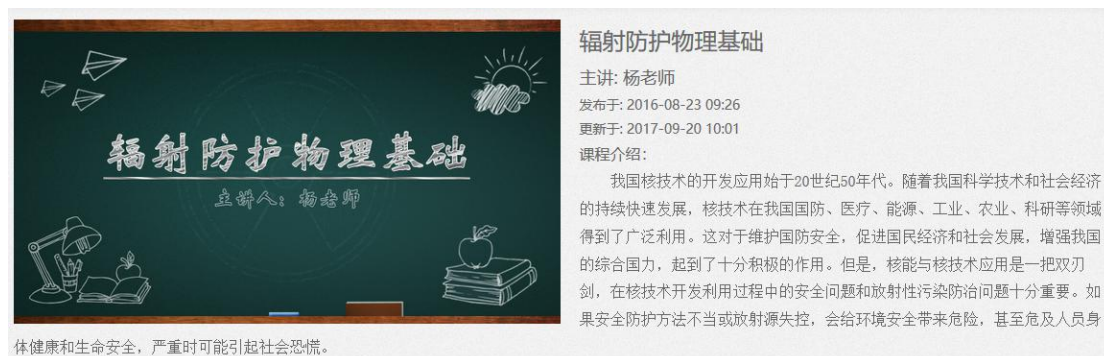 辐射防护物理基础
主讲人：杨老师
辐射防护物理基础
主讲: 杨老师
发布于: 2016-08-23 09:26
更新于: 2017-09-20 10:01
课程介绍:
我国核技术的开发应用始于20世纪50年代。随着我国科学技术和社会经济
的持续快速发展，核技术在我国国防、医疗、能源、工业、农业、科研等领域
得到了广泛利用。这对于维护国防安全，促进国民经济和社会发展，增强我国
的综合国力，起到了十分积极的作用。但是，核能与核技术应用是一把双刃
剑，在核技术开发利用过程中的安全问题和放射性污染防治问题十分重要。如
果安全防护方法不当或放射源失控，会给环境安全带来危险，甚至危及人员身
体健康和生命安全，严重时可能引起社会恐慌。